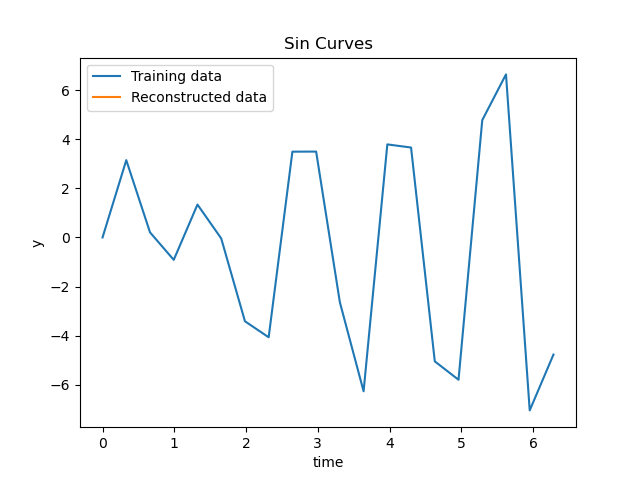 Sin Curves
Training data
Reconstructed data
6
4
2
0
−2
−4
−6
y
0 1 2 3 4 5 6
time